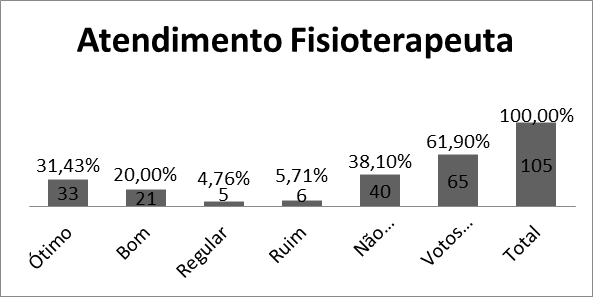 Atendimento Fisioterapeuta
31,43% 20,00% 4,76% 5,71% 38,10% 61,90% 100,00%
33 21 5 6 40 65 105
Ótimo Bom Regular Ruim Não... Votos... Total